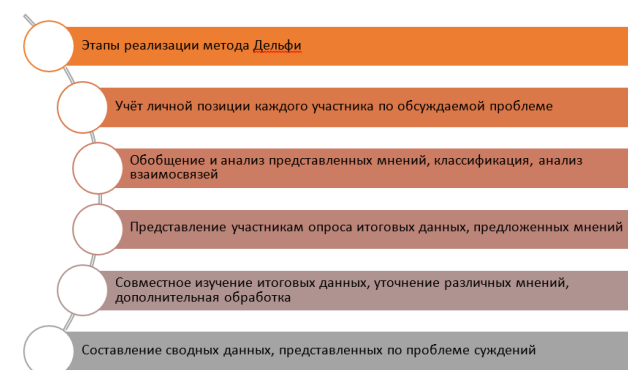 Этапы реализации метода Дельфи
Учёт личной позиции каждого участника по обсуждаемой проблеме
Обобщение и анализ представленных мнений, классификация, анализ
взаимосвязей
Представление участникам опроса итоговых данных, предложенных мнений
Совместное изучение итоговых данных, уточнение различных мнений,
дополнительная обработка
Составление сводных данных, представленных по проблеме суждений